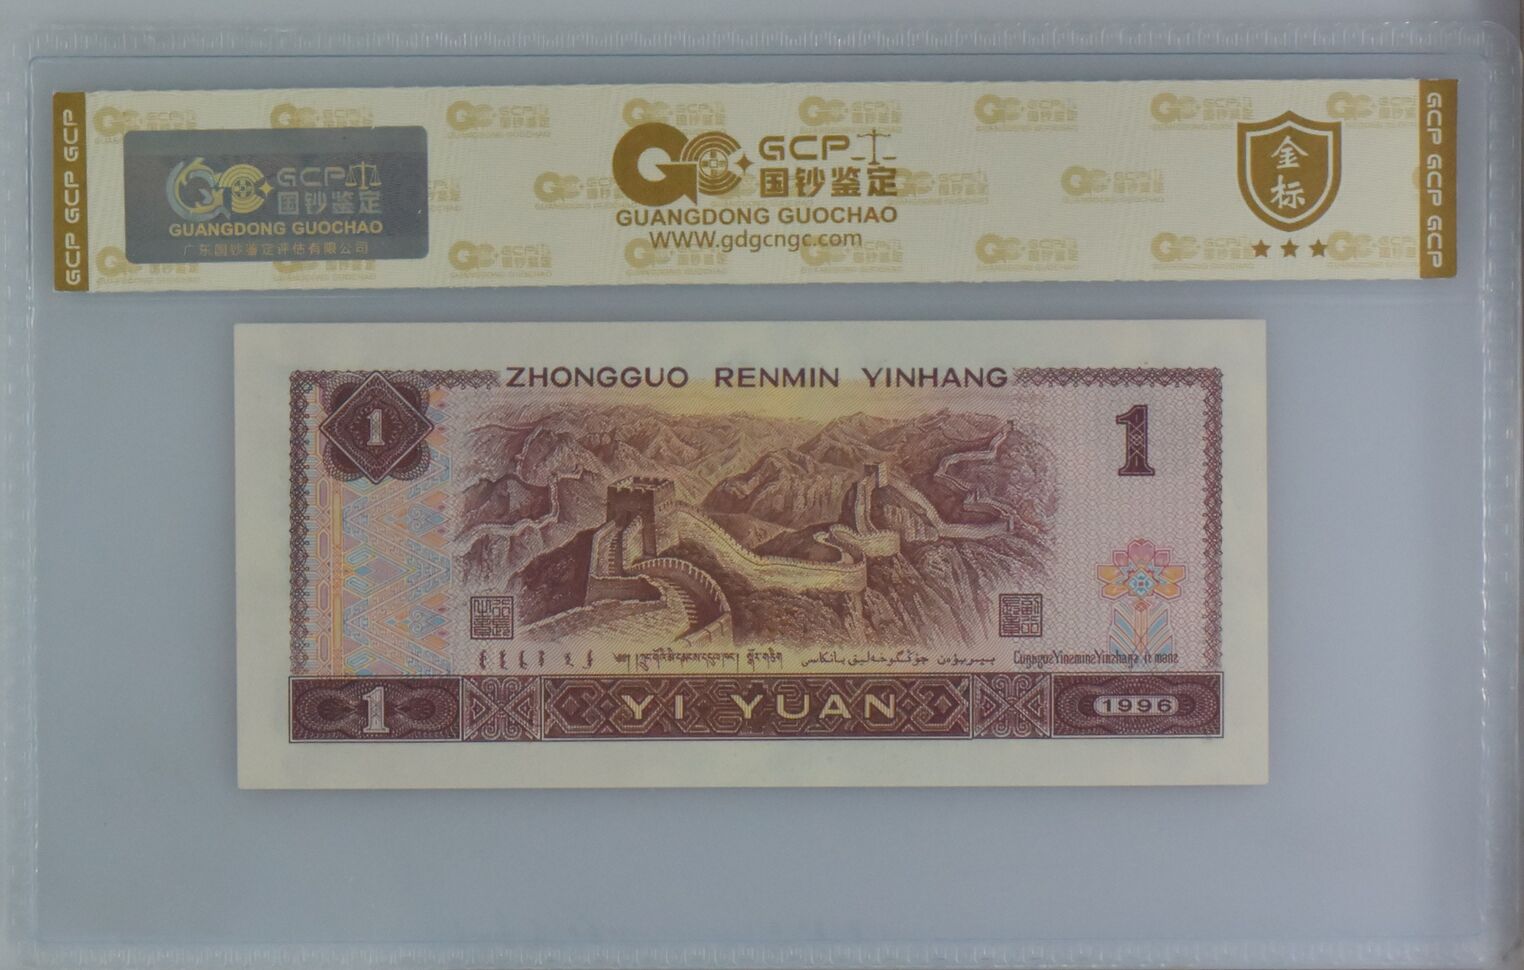 GCP GCP GCP
GCP
国钞鉴定
GUANGDONG GUOCHAO
广东国钞鉴定评估有限公司
GCP
国钞鉴定
GUANGDONG GUOCHAO
WWW.gdgcngc.com
金标
GCP GCP GCP
ZHONGGUO RENMIN YINHANG
1
1
1
YI YUAN
1996